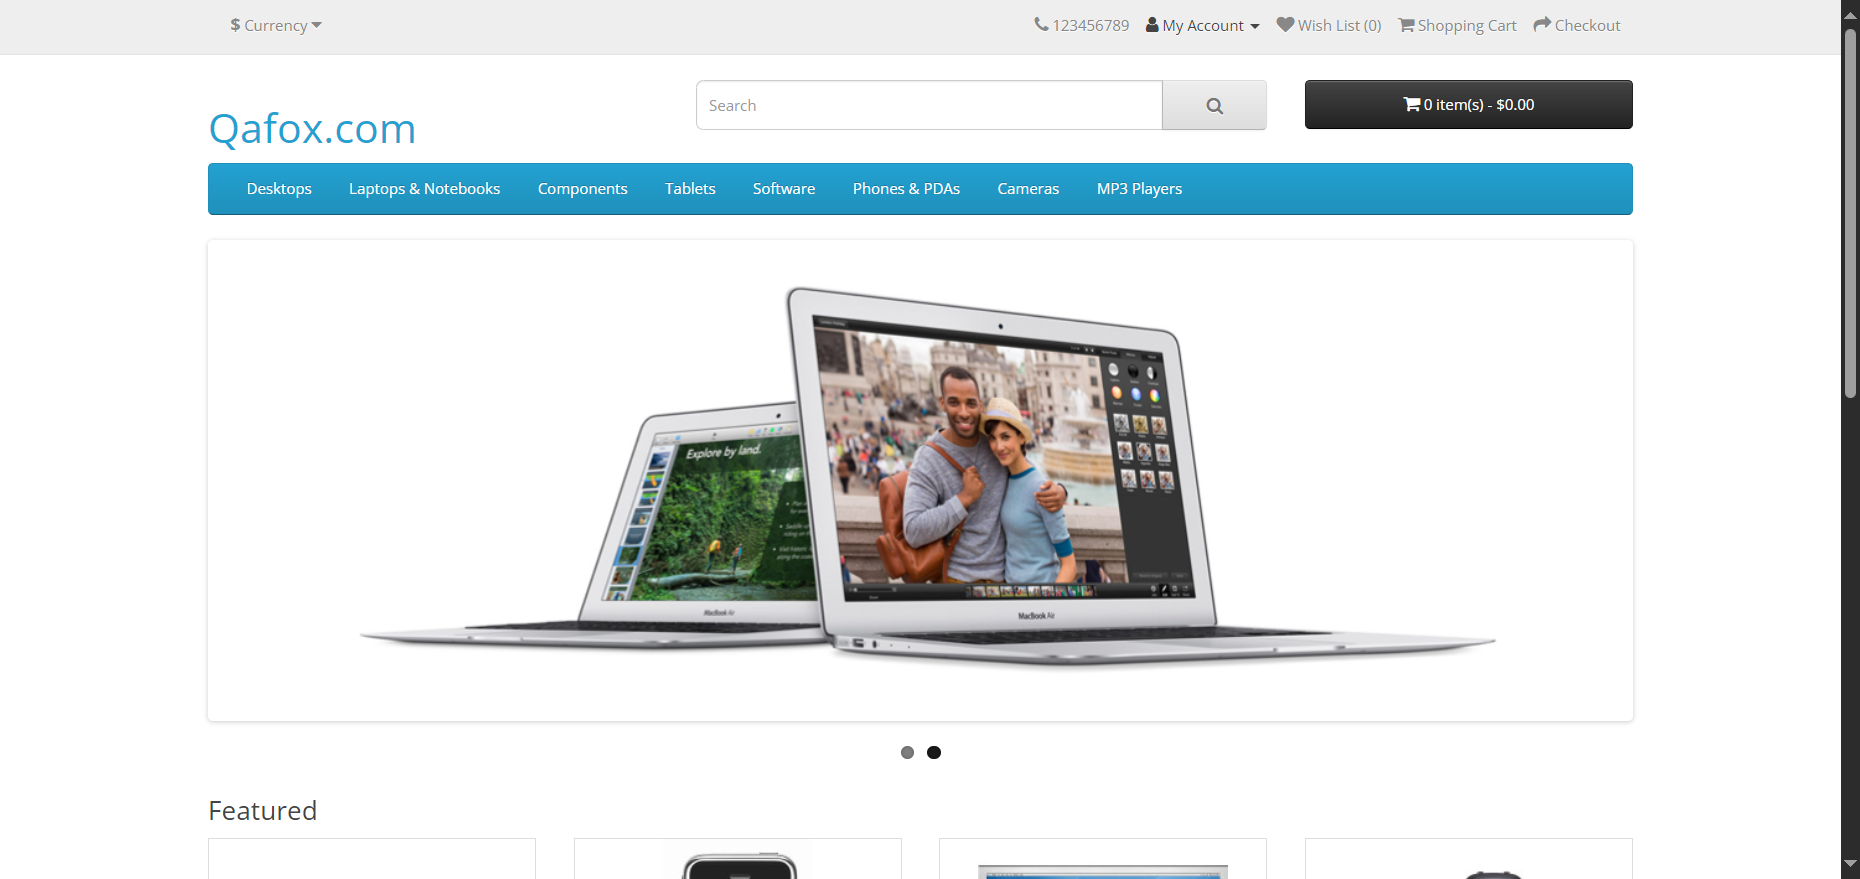 $ Currency
123456789
My Account
Wish List (0)
Shopping Cart
Checkout
Qafox.com
Search
0 item(s) - $0.00
Desktops
Laptops & Notebooks
Components
Tablets
Software
Phones & PDAs
Cameras
MP3 Players
Explore by land.
MacBook Air
MacBook Air
Featured